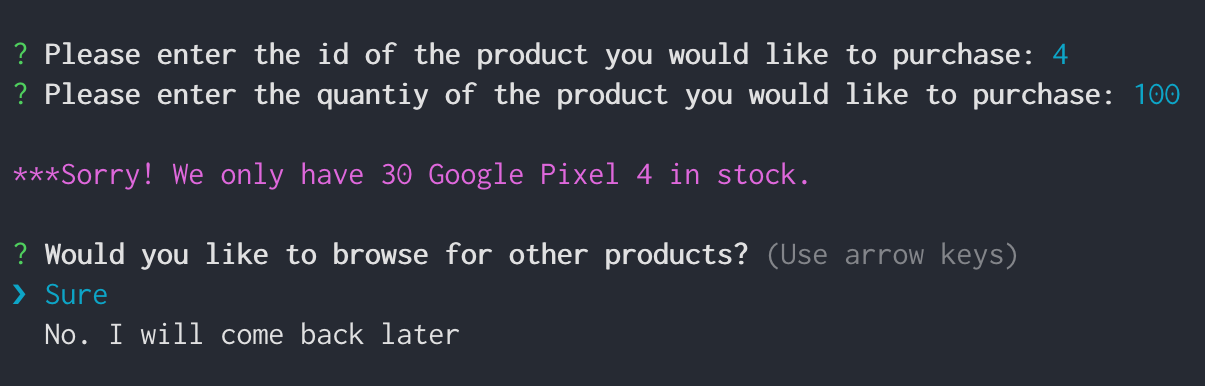 ? Please enter the id of the product you would like to purchase: 4
? Please enter the quantiy of the product you would like to purchase: 100
***Sorry! We only have 30 Google Pixel 4 in stock.
? Would you like to browse for other products? (Use arrow keys)
❯ Sure
No. I will come back later